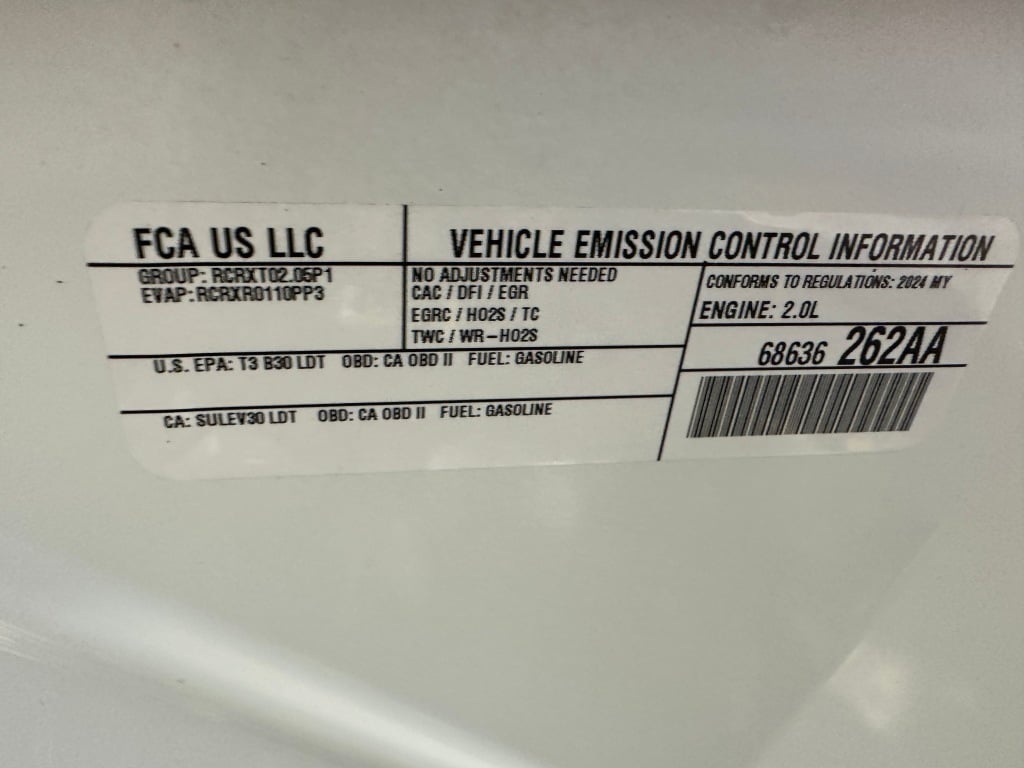 FCA US LLC
VEHICLE EMISSION CONTROL INFORMATION
GROUP: RCRXT02.05P1
EVAP: RCRXR0110PP3
NO ADJUSTMENTS NEEDED
CAC / DFI / EGR
EGRC / HO2S / TC
TWC / WR-HO2S
CONFORMS TO REGULATIONS: 2024 MY
ENGINE: 2.0L
68636 262AA
U.S. EPA: T3 B30 LDT OBD: CA OBD II FUEL: GASOLINE
CA: SULEV30 LDT OBD: CA OBD II FUEL: GASOLINE